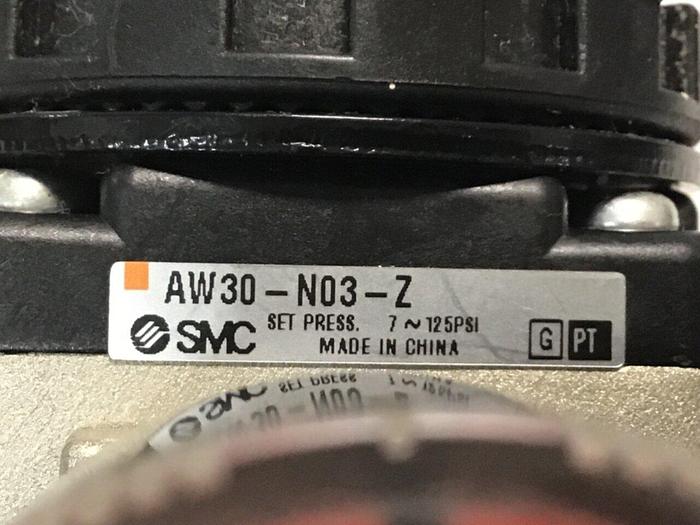 AW30-N03-Z
SMC SET PRESS. 7~125PSI
MADE IN CHINA G PT